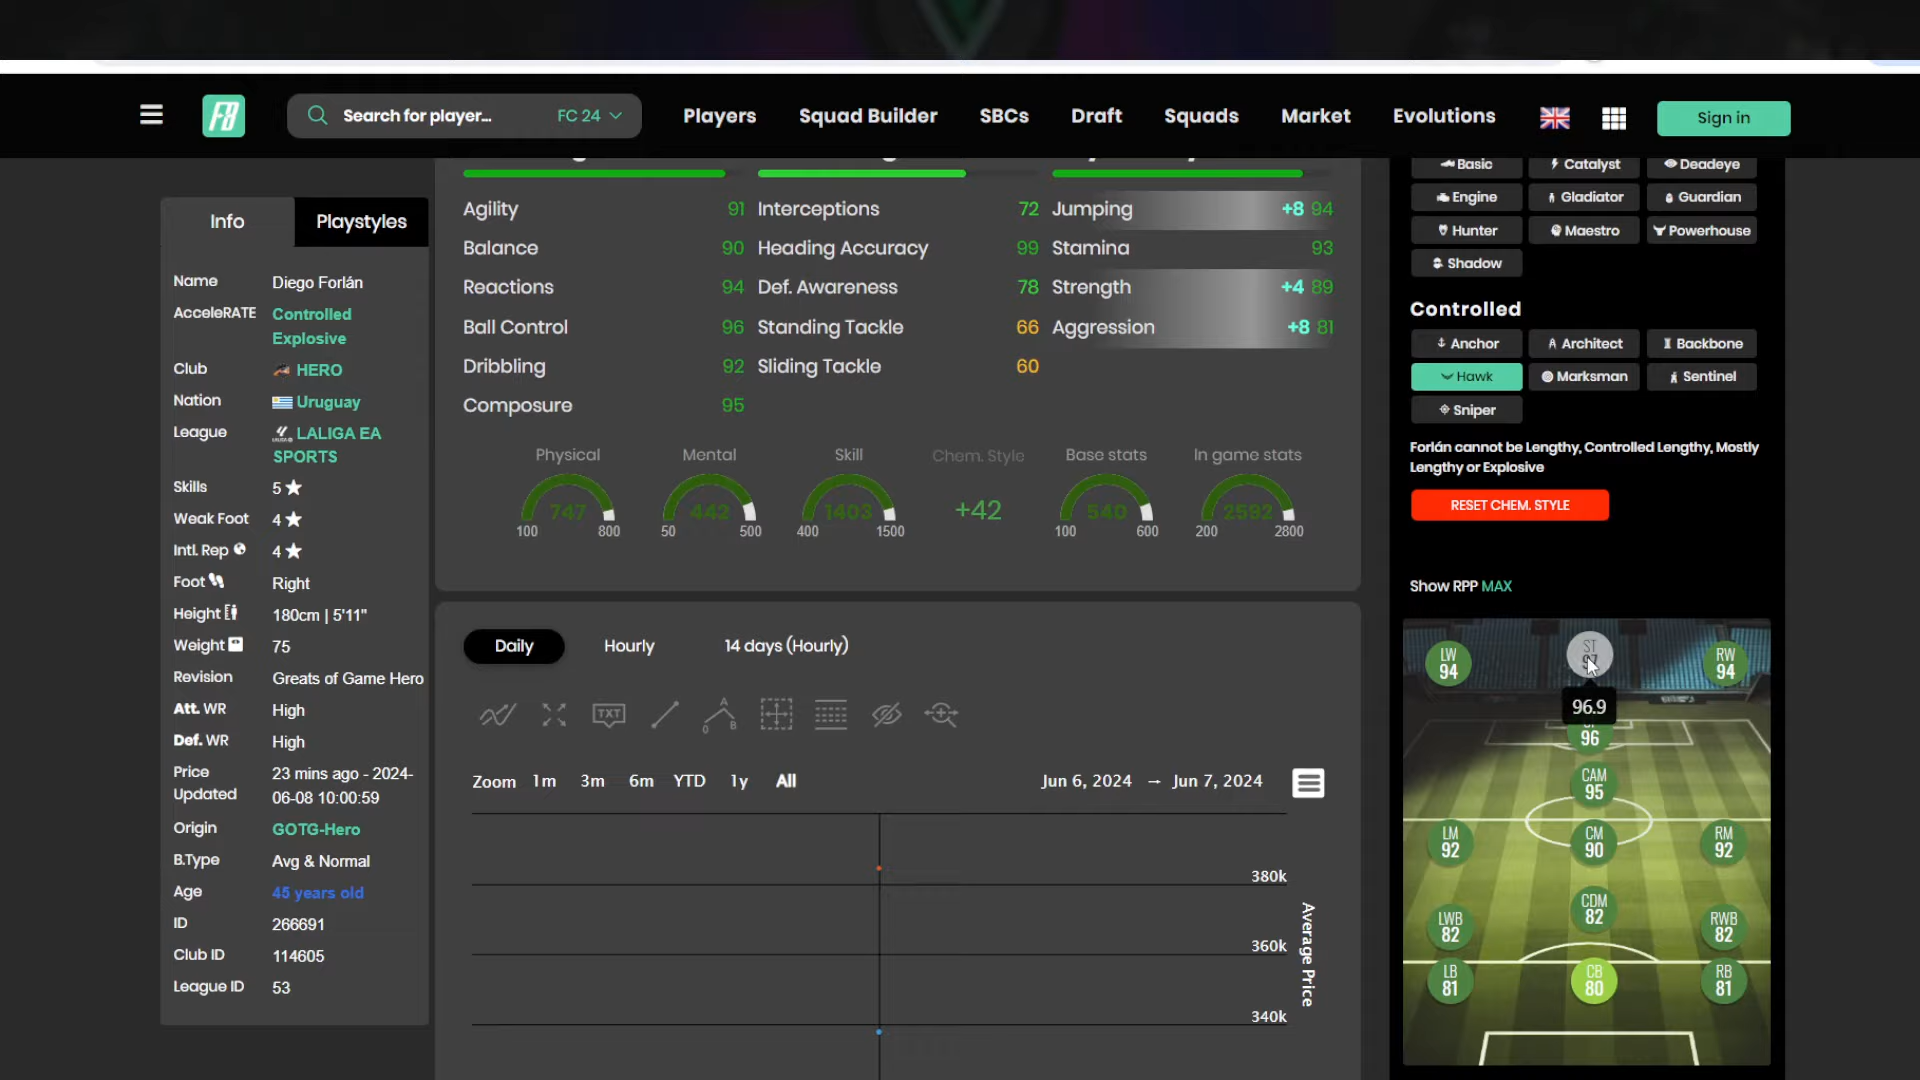 Search for player...
FC 24
Players
Squad Builder
SBCs
Draft
Squads
Market
Evolutions
Sign in
Info
Playstyles
Name Diego Forlán
AcceleRATE Controlled
Explosive
Club HERO
Nation Uruguay
League LALIGA EA
SPORTS
Skills 5
Weak Foot 4
Intl. Rep 4
Foot Right
Height 180cm | 5'11"
Weight 75
Revision Greats of Game Hero
Att. WR High
Def. WR High
Price
Updated
23 mins ago - 2024-
06-08 10:00:59
Origin GOTG-Hero
B.Type Avg & Normal
Age 45 years old
ID 266691
Club ID 114605
League ID 53
Agility 91
Balance 90
Reactions 94
Ball Control 96
Dribbling 92
Composure 95
Interceptions 72
Heading Accuracy 99
Def. Awareness 78
Standing Tackle 66
Sliding Tackle 60
Jumping +8 94
Stamina 93
Strength +4 89
Aggression +8 81
Physical
747
100 800
Mental
442
50 500
Skill
1403
400 1500
Chem. Style
+42
Base stats
540
100 600
In game stats
2592
200 2800
Daily
Hourly
14 days (Hourly)
TXT
A
0 B
Zoom 1m 3m 6m YTD 1y All
Jun 6, 2024 → Jun 7, 2024
380k
360k
340k
Average Price
Basic
Catalyst
Deadeye
Engine
Gladiator
Guardian
Hunter
Maestro
Powerhouse
Shadow
Controlled
Anchor
Architect
Backbone
Hawk
Marksman
Sentinel
Sniper
Forlán cannot be Lengthy, Controlled Lengthy, Mostly
Lengthy or Explosive
RESET CHEM. STYLE
Show RPP MAX
LW
94
ST
RW
94
96.9
96
CAM
95
LM
92
CM
90
RM
92
CDM
82
LWB
82
RWB
82
LB
81
CB
80
RB
81